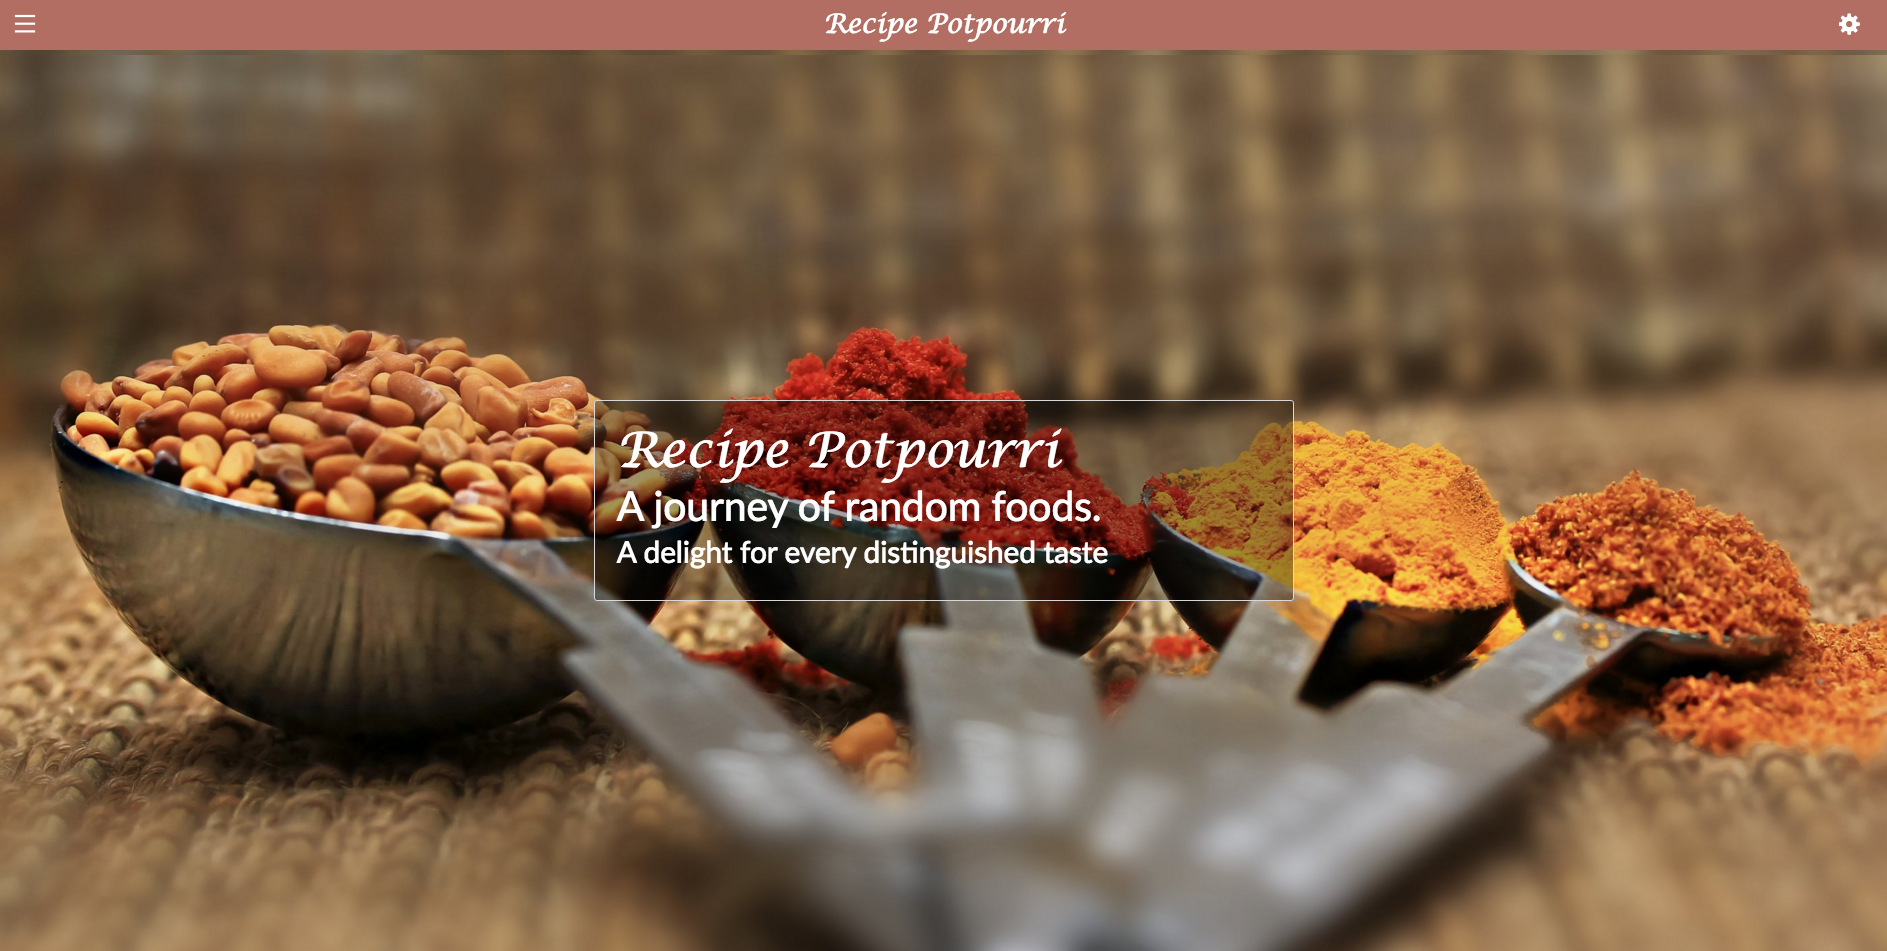 Recipe Potpourri
Recipe Potpourri
A journey of random foods.
A delight for every distinguished taste